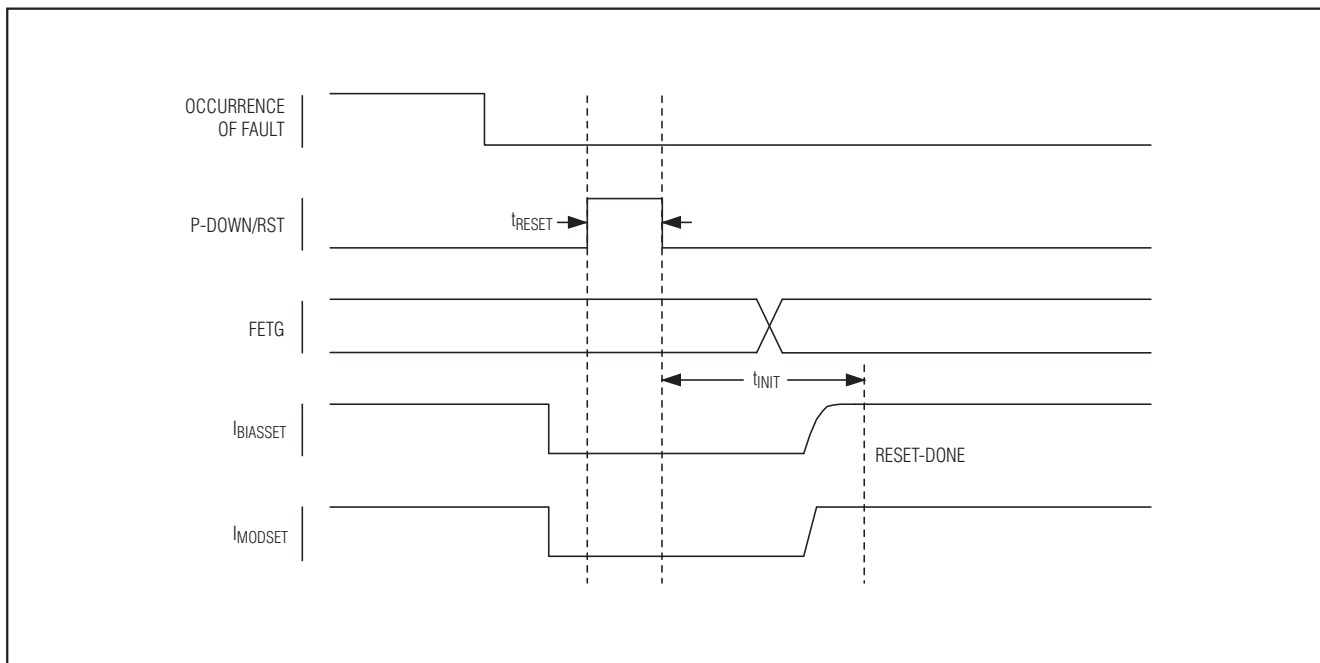 OCCURRENCE
OF FAULT
P-DOWN/RST
tRESET
FETG
tINIT
IBIASSET
RESET-DONE
IMODSET